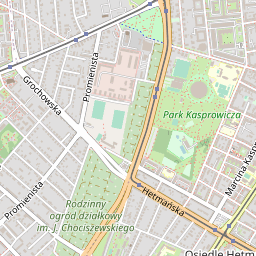 Promienista
Grochowska
Park Kasprowicza
Marcina Kasp
Promienista
Hetmańska
Rodzinny
ogród działkowy
im. J. Chociszewskiego
Osiedle Hetm